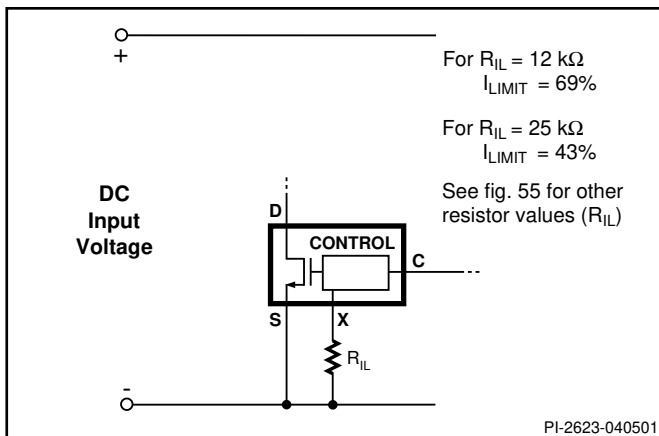 +
For R_IL = 12 kΩ
I_LIMIT = 69%
For R_IL = 25 kΩ
I_LIMIT = 43%
See fig. 55 for other
resistor values (R_IL)
DC
Input
Voltage
D
CONTROL
C
S
X
R_IL
-
PI-2623-040501